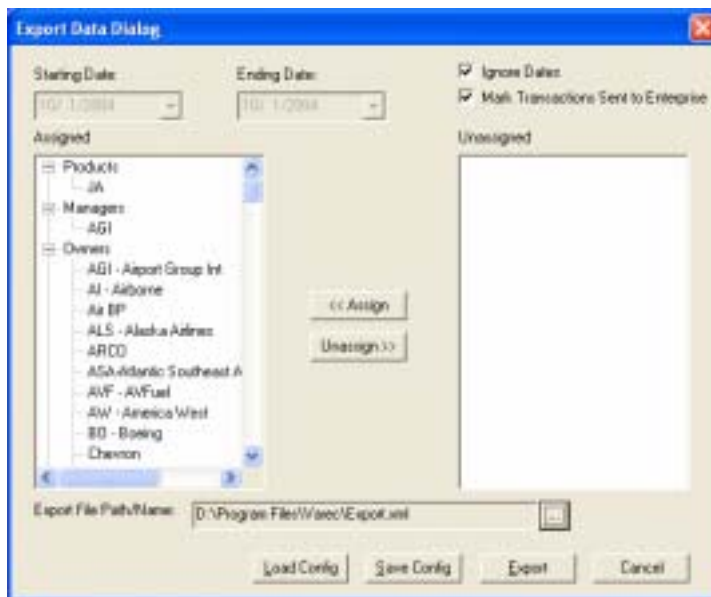 Export Data Dialog
Starting Date:
Ending Date:
Ignore Dates
Mark Transactions Sent to Enterprise
10/ 1/2004
10/ 1/2004
Assigned
Unassigned
Products
JA
Managers
AGI
Owners
AGI - Airport Group Int
AI - Airborne
Air BP
ALS - Alaska Airlines
ARCO
ASA-Atlantic Southeast A
AVF - AVFuel
AW - America West
BO - Boeing
Chevron
<< Assign
Unassign >>
Export File Path/Name:
D:\Program Files\Varec\Export.xml
...
Load Config
Save Config
Export
Cancel